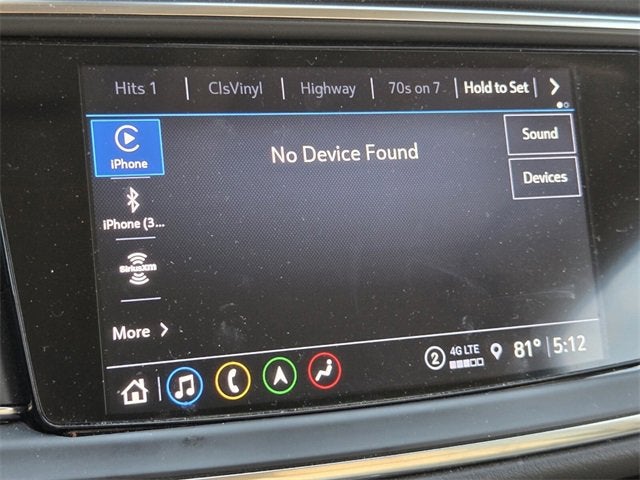 Hits 1 ClsVinyl Highway 70s on 7 Hold to Set
iPhone
No Device Found
Sound
Devices
iPhone (3...
SiriusXM
More
2 4G LTE 81° 5:12